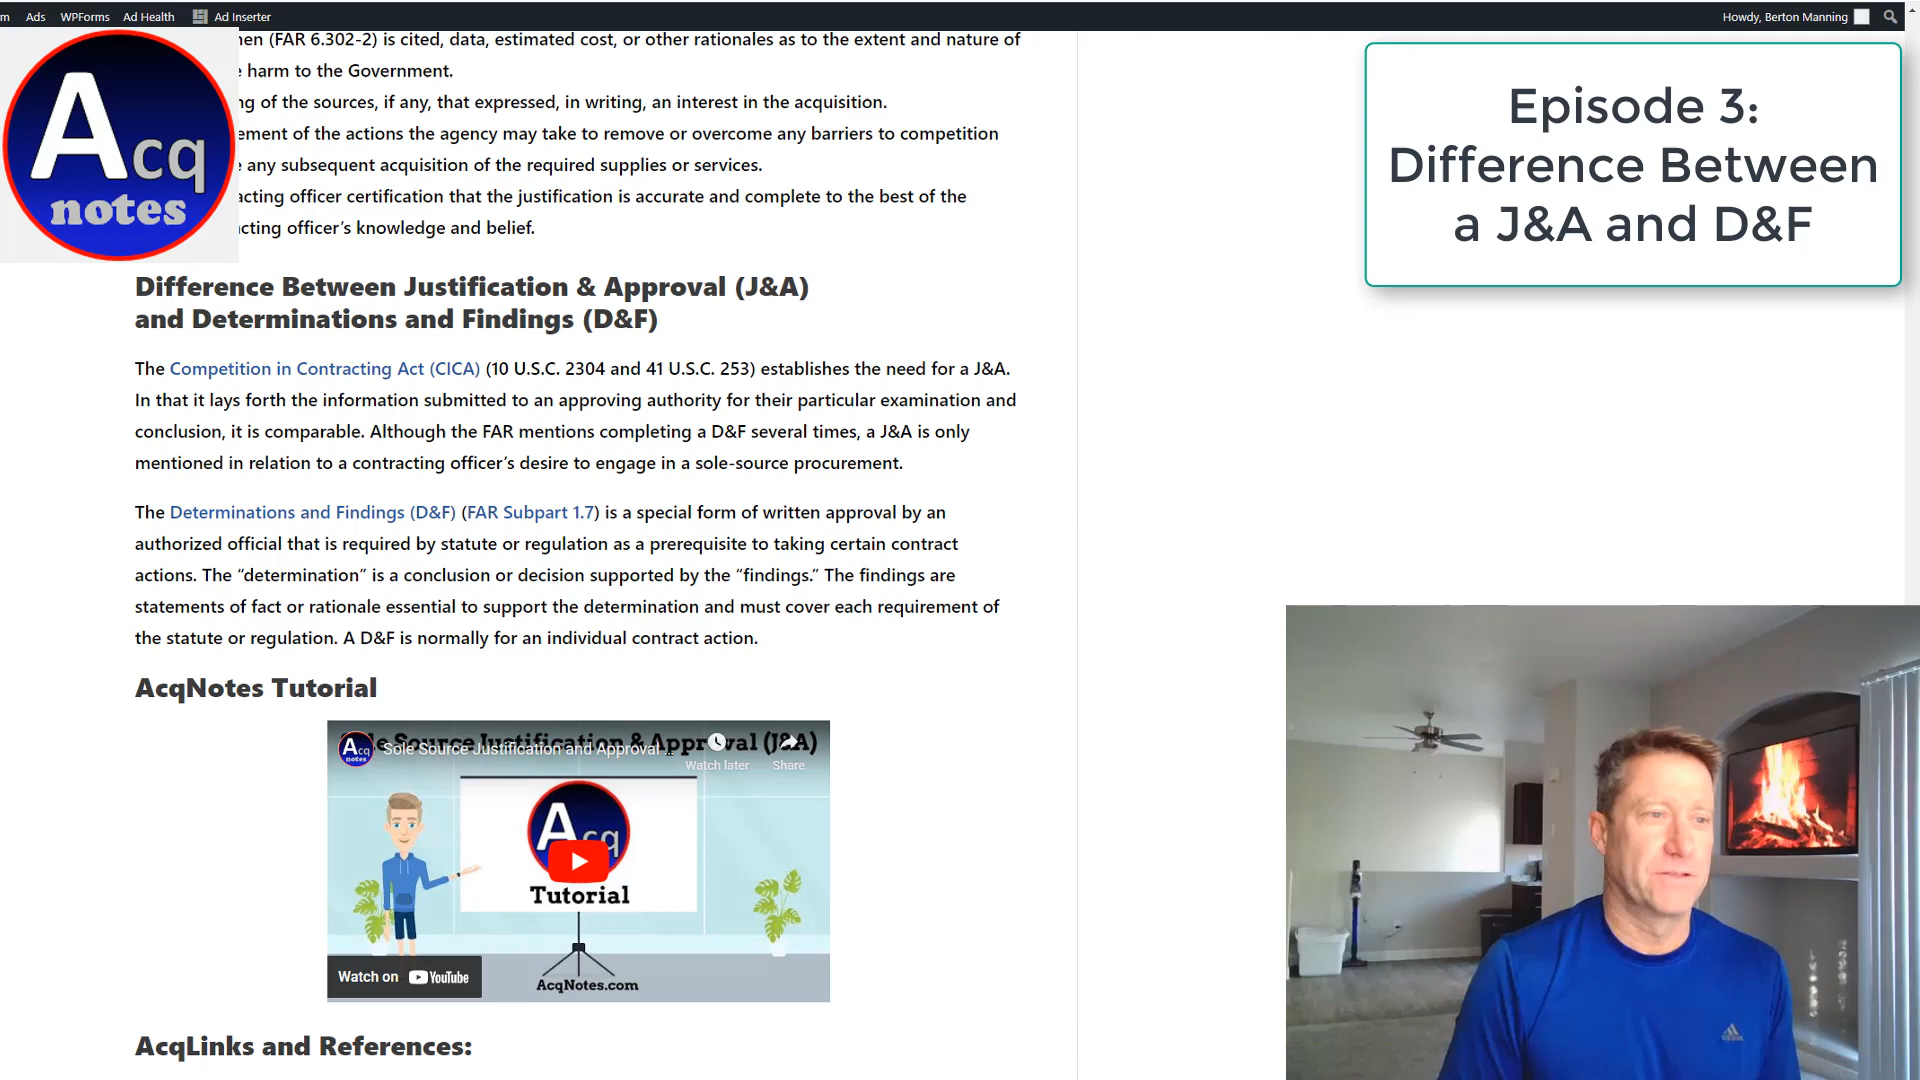 m Ads WPForms Ad Health Ad Inserter Howdy, Berton Manning
Acq
notes
Episode 3:
Difference Between
a J&A and D&F
(FAR 6.302-2) is cited, data, estimated cost, or other rationales as to the extent and nature of
harm to the Government.
of the sources, if any, that expressed, in writing, an interest in the acquisition.
of the actions the agency may take to remove or overcome any barriers to competition
any subsequent acquisition of the required supplies or services.
officer certification that the justification is accurate and complete to the best of the
officer’s knowledge and belief.
Difference Between Justification & Approval (J&A)
and Determinations and Findings (D&F)
The Competition in Contracting Act (CICA) (10 U.S.C. 2304 and 41 U.S.C. 253) establishes the need for a J&A.
In that it lays forth the information submitted to an approving authority for their particular examination and
conclusion, it is comparable. Although the FAR mentions completing a D&F several times, a J&A is only
mentioned in relation to a contracting officer’s desire to engage in a sole-source procurement.
The Determinations and Findings (D&F) (FAR Subpart 1.7) is a special form of written approval by an
authorized official that is required by statute or regulation as a prerequisite to taking certain contract
actions. The “determination” is a conclusion or decision supported by the “findings.” The findings are
statements of fact or rationale essential to support the determination and must cover each requirement of
the statute or regulation. A D&F is normally for an individual contract action.
AcqNotes Tutorial
Sole Source Justification & Approval (J&A)
Acq
notes
Sole Source Justification and Approval ...
Watch later
Share
Acq
Tutorial
Watch on YouTube
AcqNotes.com
AcqLinks and References:
adidas